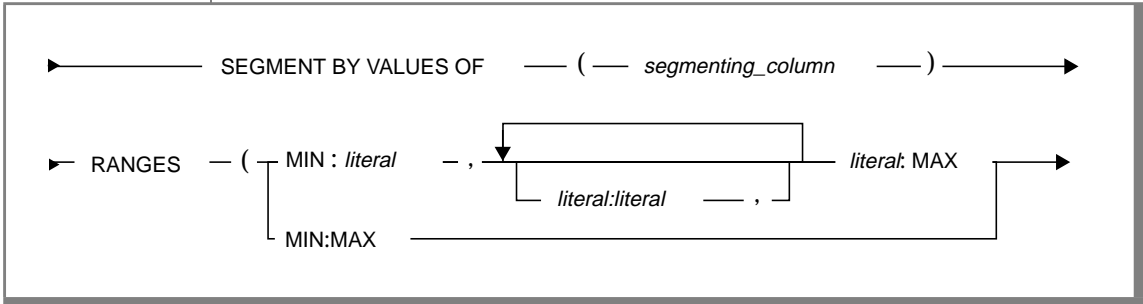 SEGMENT BY VALUES OF ( segmenting_column )
RANGES ( MIN : literal , literal: MAX
literal:literal ,
MIN:MAX